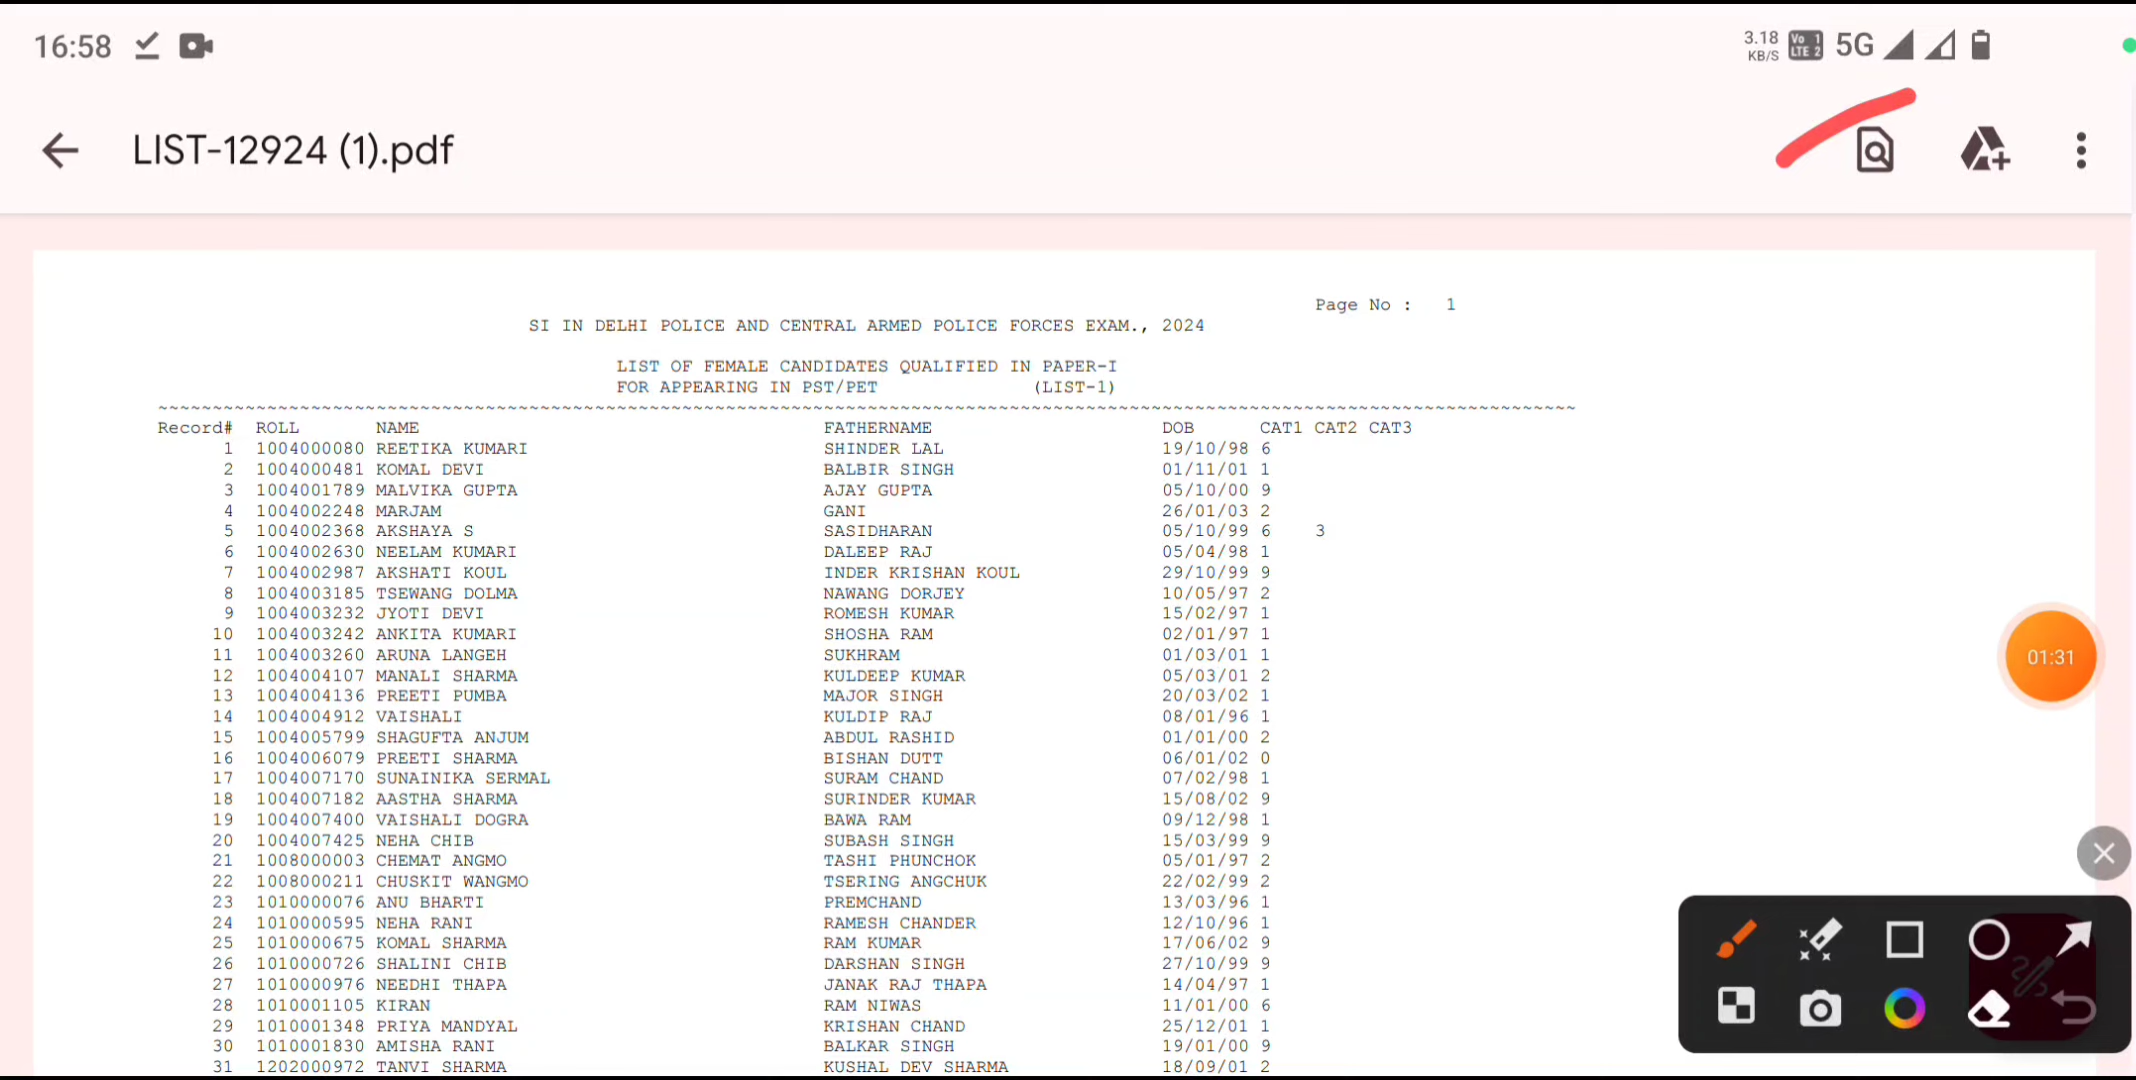 16:58
3.18 KB/S Vo 1 LTE 2 5G
LIST-12924 (1).pdf
Page No : 1
SI IN DELHI POLICE AND CENTRAL ARMED POLICE FORCES EXAM., 2024
LIST OF FEMALE CANDIDATES QUALIFIED IN PAPER-I
FOR APPEARING IN PST/PET (LIST-1)
Record# ROLL NAME FATHERNAME DOB CAT1 CAT2 CAT3
1 1004000080 REETIKA KUMARI SHINDER LAL 19/10/98 6
2 1004000481 KOMAL DEVI BALBIR SINGH 01/11/01 1
3 1004001789 MALVIKA GUPTA AJAY GUPTA 05/10/00 9
4 1004002248 MARJAM GANI 26/01/03 2
5 1004002368 AKSHAYA S SASIDHARAN 05/10/99 6 3
6 1004002630 NEELAM KUMARI DALEEP RAJ 05/04/98 1
7 1004002987 AKSHATI KOUL INDER KRISHAN KOUL 29/10/99 9
8 1004003185 TSEWANG DOLMA NAWANG DORJEY 10/05/97 2
9 1004003232 JYOTI DEVI ROMESH KUMAR 15/02/97 1
10 1004003242 ANKITA KUMARI SHOSHA RAM 02/01/97 1
11 1004003260 ARUNA LANGEH SUKHRAM 01/03/01 1
12 1004004107 MANALI SHARMA KULDEEP KUMAR 05/03/01 2
13 1004004136 PREETI PUMBA MAJOR SINGH 20/03/02 1
14 1004004912 VAISHALI KULDIP RAJ 08/01/96 1
15 1004005799 SHAGUFTA ANJUM ABDUL RASHID 01/01/00 2
16 1004006079 PREETI SHARMA BISHAN DUTT 06/01/02 0
17 1004007170 SUNAINIKA SERMAL SURAM CHAND 07/02/98 1
18 1004007182 AASTHA SHARMA SURINDER KUMAR 15/08/02 9
19 1004007400 VAISHALI DOGRA BAWA RAM 09/12/98 1
20 1004007425 NEHA CHIB SUBASH SINGH 15/03/99 9
21 1008000003 CHEMAT ANGMO TASHI PHUNCHOK 05/01/97 2
22 1008000211 CHUSKIT WANGMO TSERING ANGCHUK 22/02/99 2
23 1010000076 ANU BHARTI PREMCHAND 13/03/96 1
24 1010000595 NEHA RANI RAMESH CHANDER 12/10/96 1
25 1010000675 KOMAL SHARMA RAM KUMAR 17/06/02 9
26 1010000726 SHALINI CHIB DARSHAN SINGH 27/10/99 9
27 1010000976 NEEDHI THAPA JANAK RAJ THAPA 14/04/97 1
28 1010001105 KIRAN RAM NIWAS 11/01/00 6
29 1010001348 PRIYA MANDYAL KRISHAN CHAND 25/12/01 1
30 1010001830 AMISHA RANI BALKAR SINGH 19/01/00 9
31 1202000972 TANVI SHARMA KUSHAL DEV SHARMA 18/09/01 2
01:31